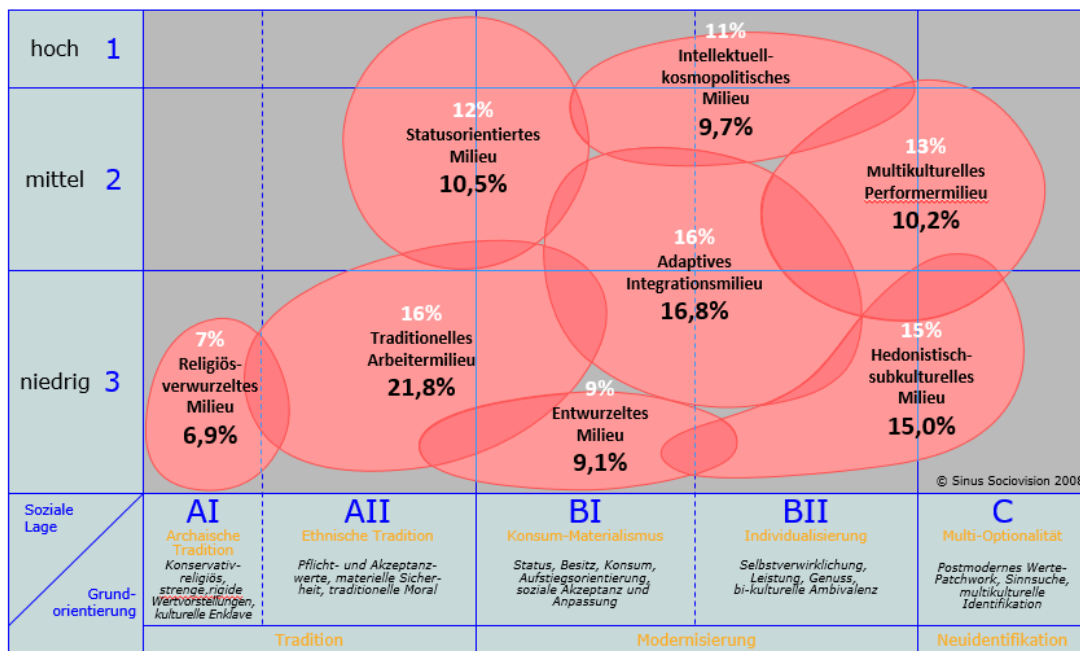 hoch 1
mittel 2
niedrig 3
11%
Intellektuell-
kosmopolitisches
Milieu
9,7%
12%
Statusorientiertes
Milieu
10,5%
13%
Multikulturelles
Performermilieu
10,2%
16%
Adaptives
Integrationsmilieu
16,8%
7%
Religiös-
verwurzeltes
Milieu
6,9%
16%
Traditionelles
Arbeitermilieu
21,8%
9%
Entwurzeltes
Milieu
9,1%
15%
Hedonistisch-
subkulturelles
Milieu
15,0%
© Sinus Sociovision 2008
Soziale
Lage
Grund-
orientierung
AI
Archaische
Tradition
Konservativ-
religiös,
strenge,rigide
Wertvorstellungen,
kulturelle Enklave
AII
Ethnische Tradition
Pflicht- und Akzeptanz-
werte, materielle Sicher-
heit, traditionelle Moral
BI
Konsum-Materialismus
Status, Besitz, Konsum,
Aufstiegsorientierung,
soziale Akzeptanz und
Anpassung
BII
Individualisierung
Selbstverwirklichung,
Leistung, Genuss,
bi-kulturelle Ambivalenz
C
Multi-Optionalität
Postmodernes Werte-
Patchwork, Sinnsuche,
multikulturelle
Identifikation
Tradition
Modernisierung
Neuidentifikation